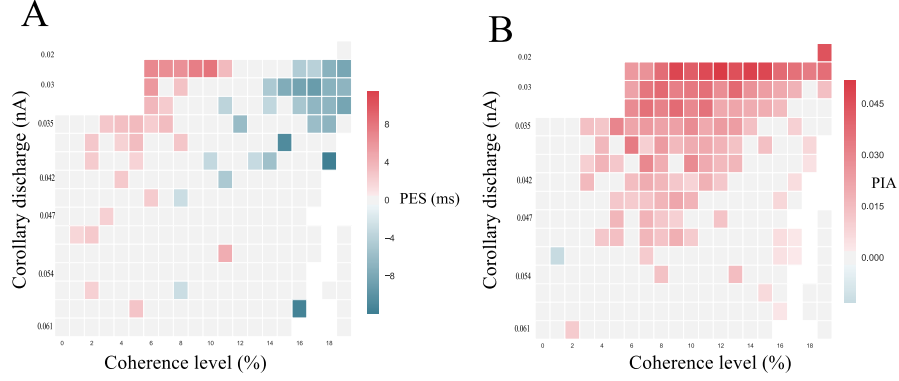 A
B
Corollary discharge (nA)
0.02
0.03
0.035
0.042
0.047
0.054
0.061
0 2 4 6 8 10 12 14 16 18
Coherence level (%)
8
4
0
−4
−8
PES (ms)
Corollary discharge (nA)
0.02
0.03
0.035
0.042
0.047
0.054
0.061
0 2 4 6 8 10 12 14 16 18
Coherence level (%)
0.045
0.030
0.015
0.000
PIA